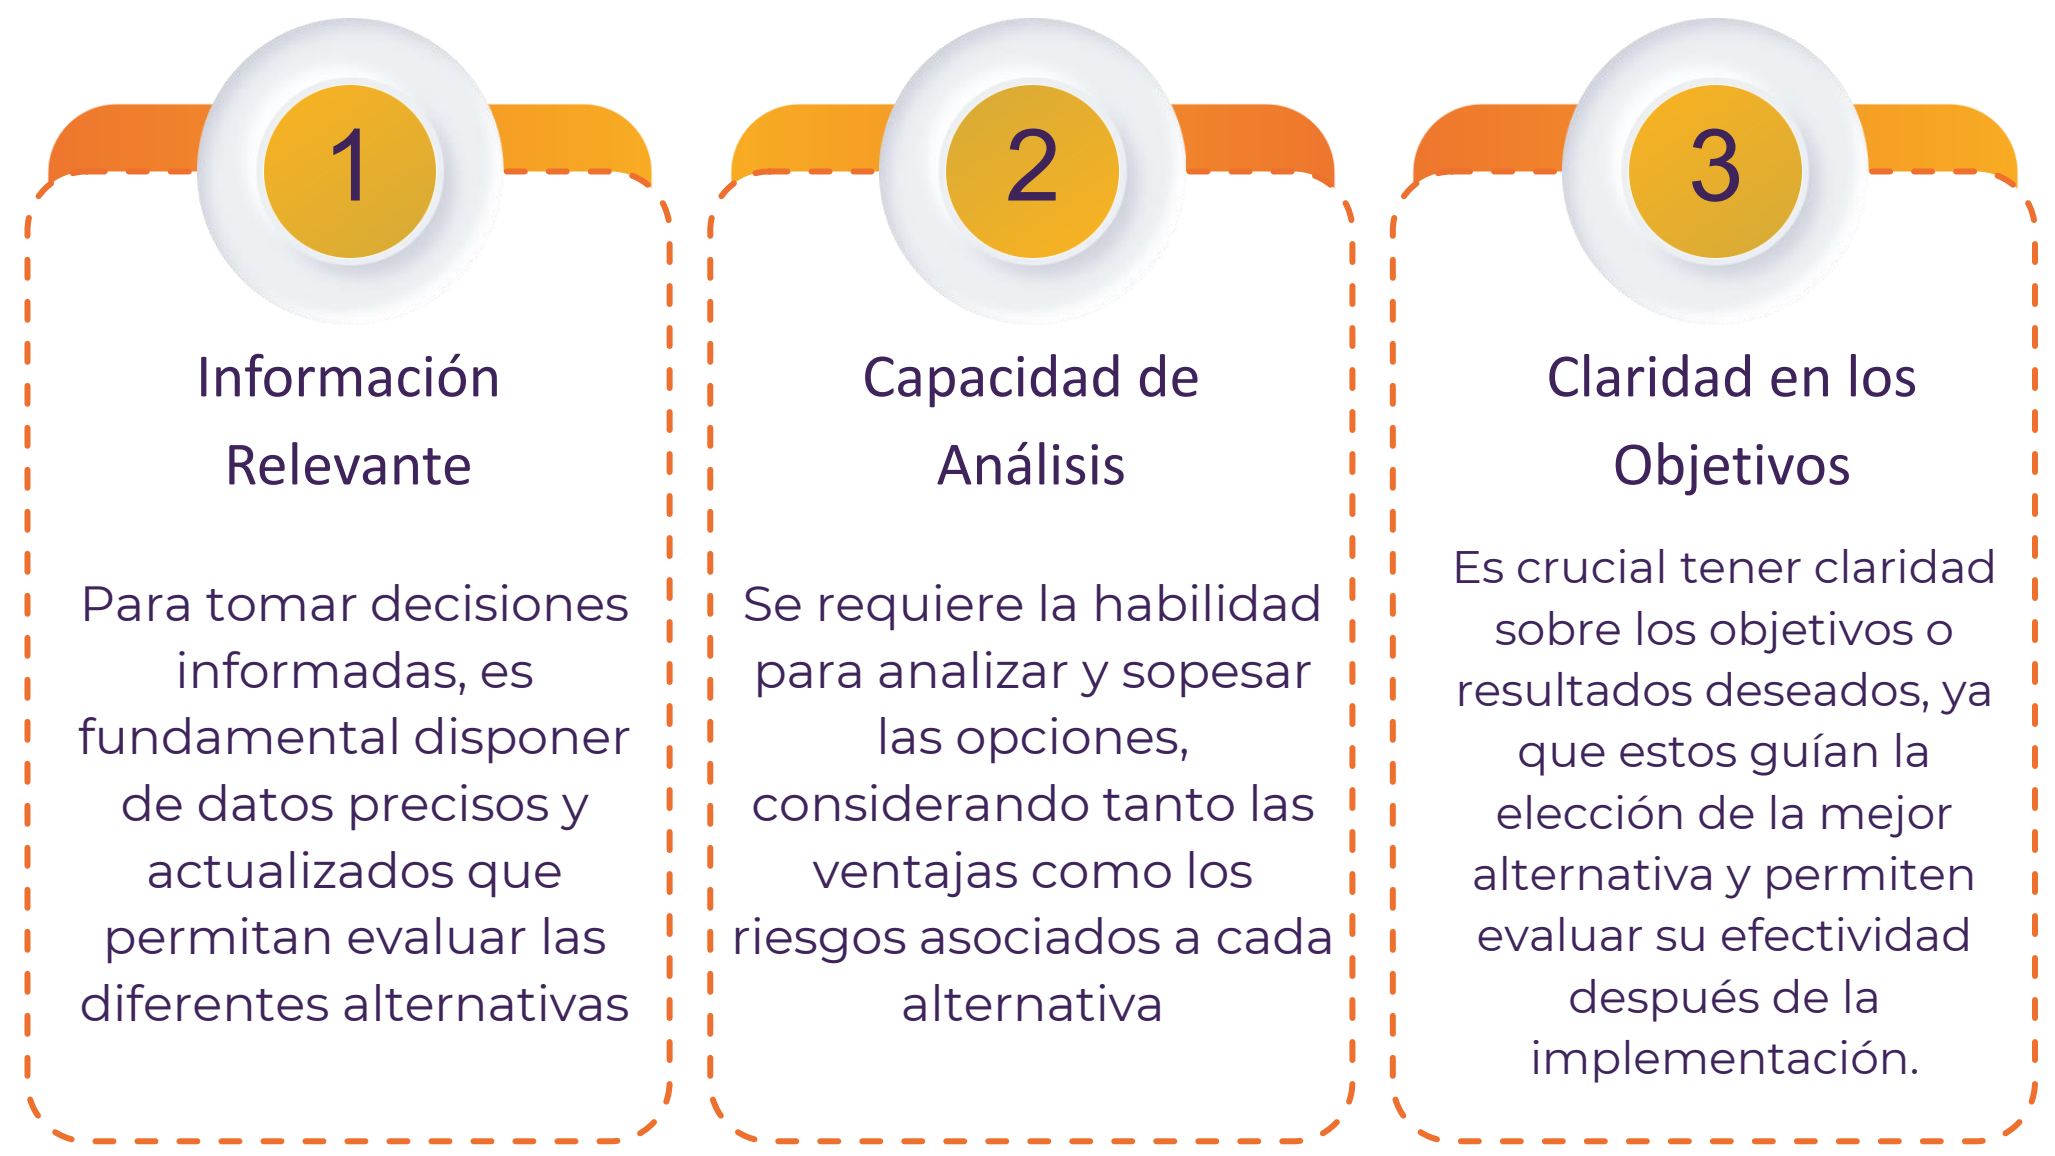 1
Información
Relevante
Para tomar decisiones
informadas, es
fundamental disponer
de datos precisos y
actualizados que
permitan evaluar las
diferentes alternativas
2
Capacidad de
Análisis
Se requiere la habilidad
para analizar y sopesar
las opciones,
considerando tanto las
ventajas como los
riesgos asociados a cada
alternativa
3
Claridad en los
Objetivos
Es crucial tener claridad
sobre los objetivos o
resultados deseados, ya
que estos guían la
elección de la mejor
alternativa y permiten
evaluar su efectividad
después de la
implementación.